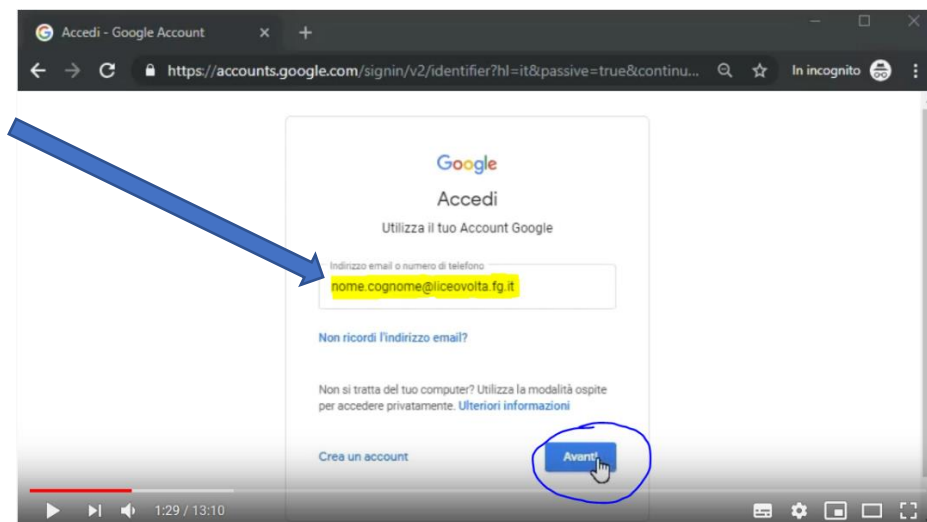 Accedi - Google Account
https://accounts.google.com/signin/v2/identifier?hl=it&passive=true&continu... In incognito
Google
Accedi
Utilizza il tuo Account Google
Indirizzo email o numero di telefono
nome.cognome@liceovolta.fg.it
Non ricordi l'indirizzo email?
Non si tratta del tuo computer? Utilizza la modalità ospite
per accedere privatamente. Ulteriori informazioni
Crea un account Avanti
1:29 / 13:10